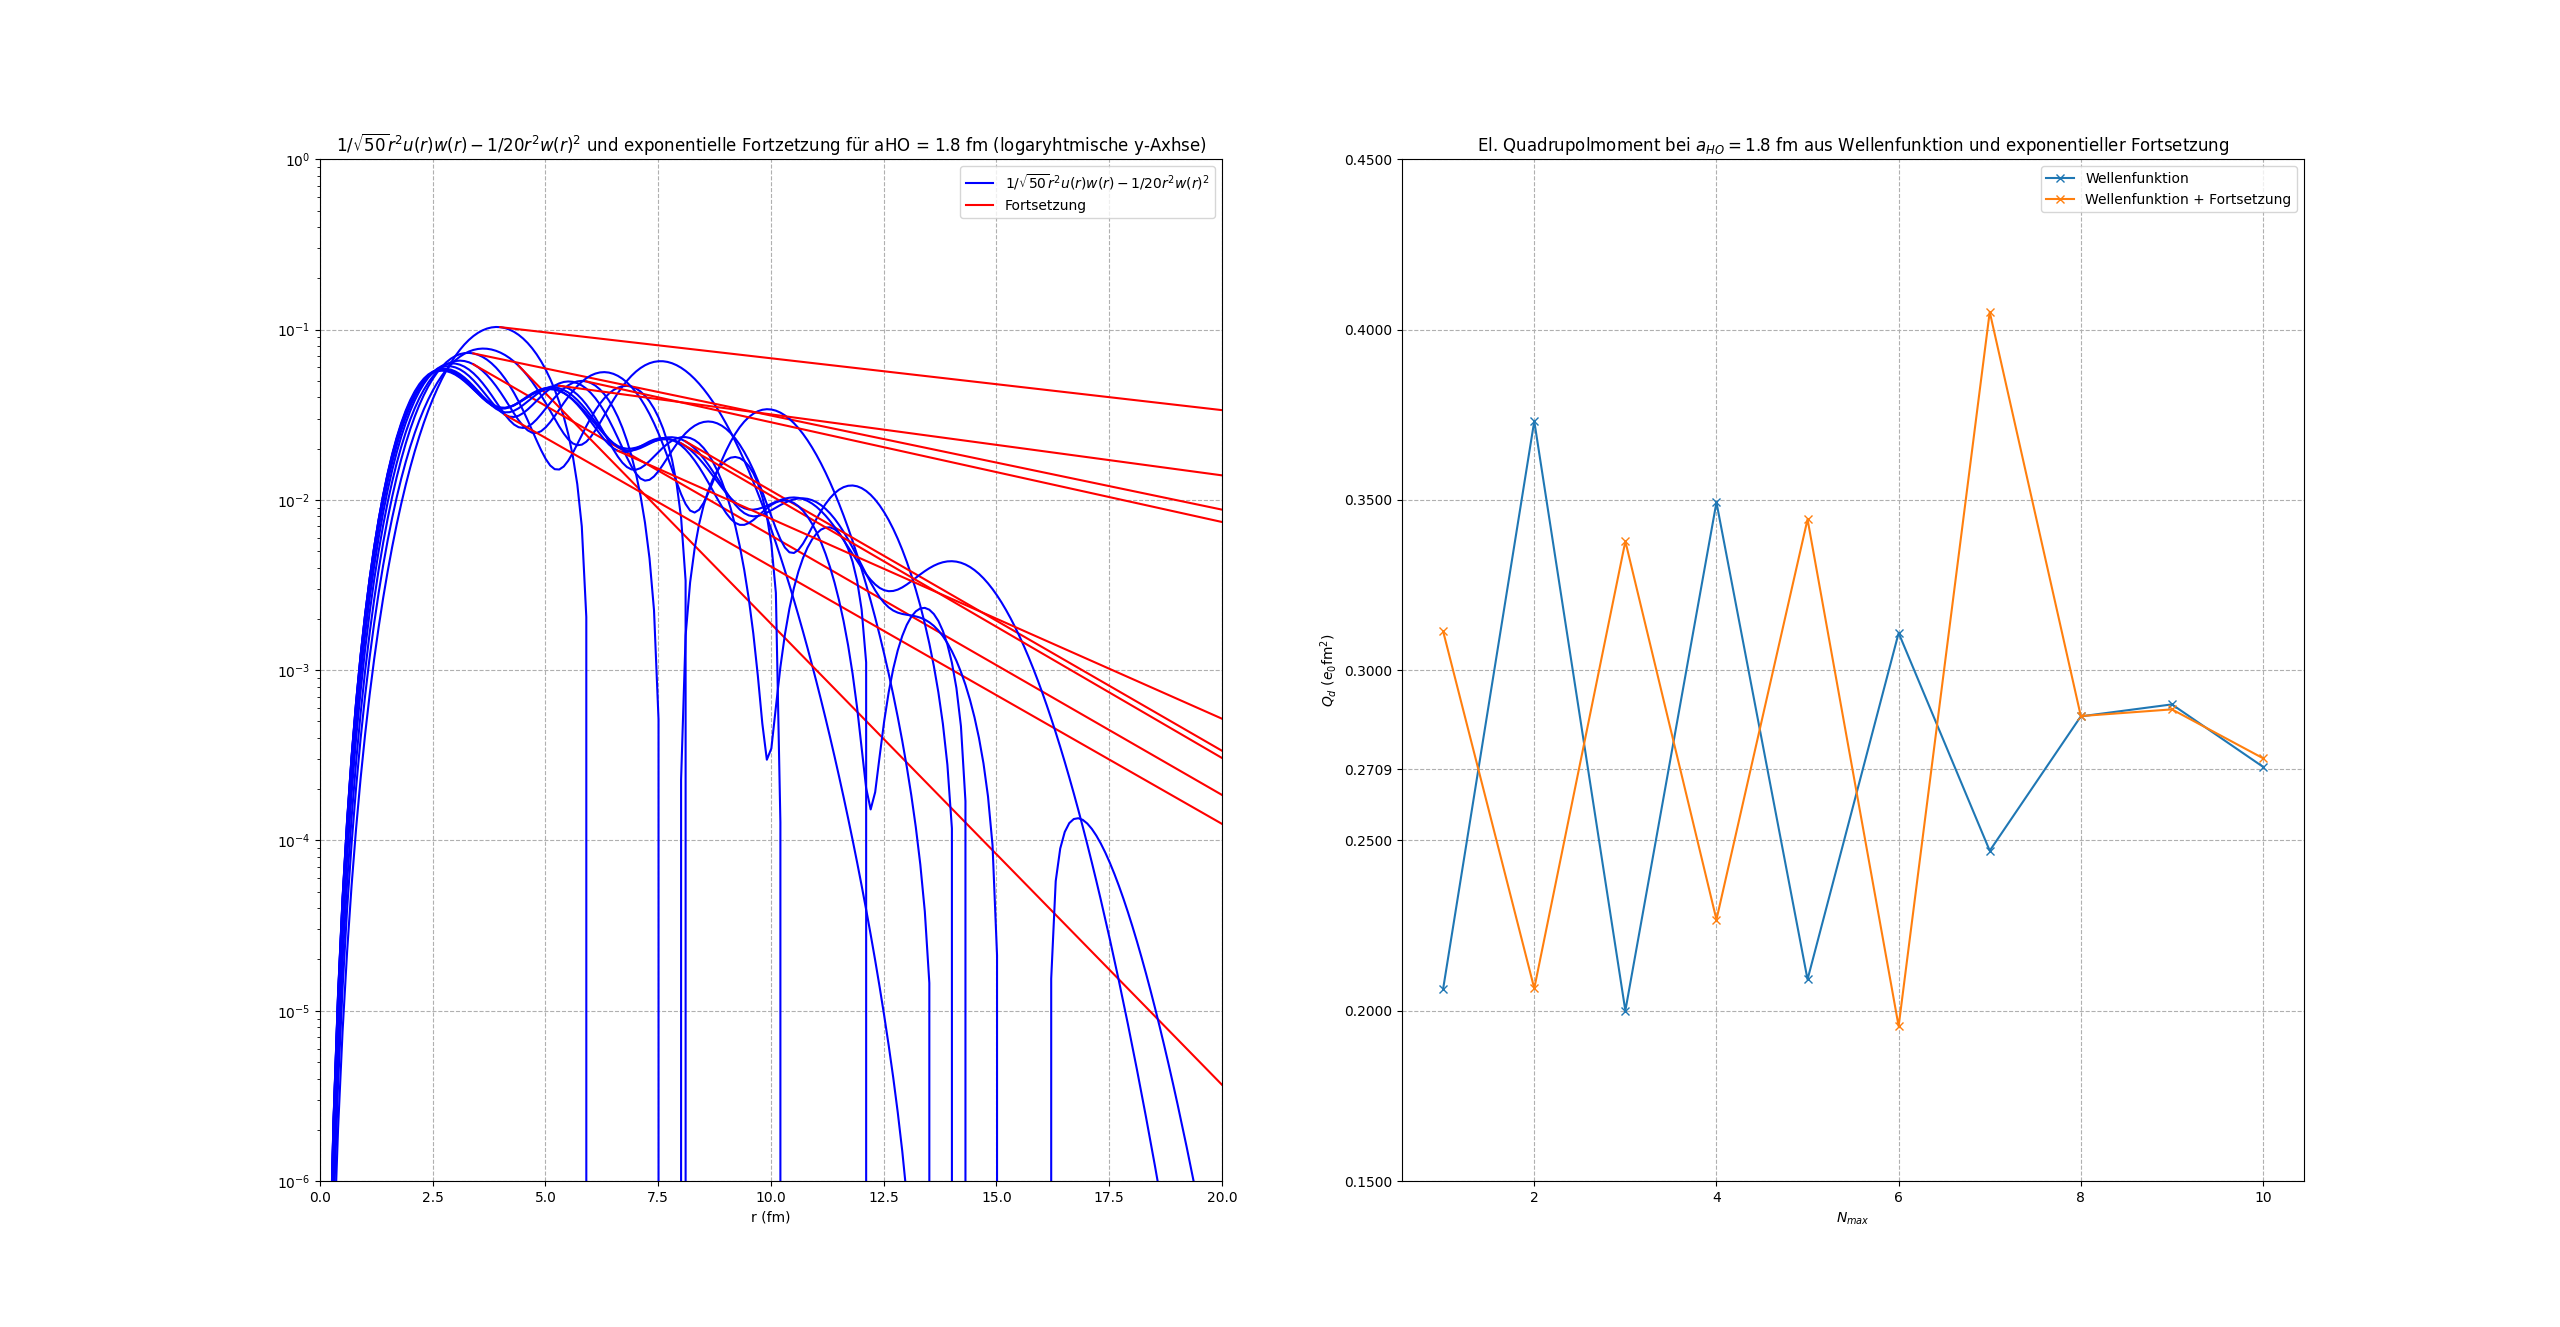 1/√50r²u(r)w(r) − 1/20r²w(r)² und exponentielle Fortzetzung für aHO = 1.8 fm (logaryhtmische y-Axhse)
10⁰
10⁻¹
10⁻²
10⁻³
10⁻⁴
10⁻⁵
10⁻⁶
1/√50r²u(r)w(r) − 1/20r²w(r)²
Fortsetzung
0.0 2.5 5.0 7.5 10.0 12.5 15.0 17.5 20.0
r (fm)
El. Quadrupolmoment bei a_HO = 1.8 fm aus Wellenfunktion und exponentieller Fortsetzung
Q_d (e₀fm²)
0.4500
0.4000
0.3500
0.3000
0.2709
0.2500
0.2000
0.1500
Wellenfunktion
Wellenfunktion + Fortsetzung
2 4 6 8 10
N_max